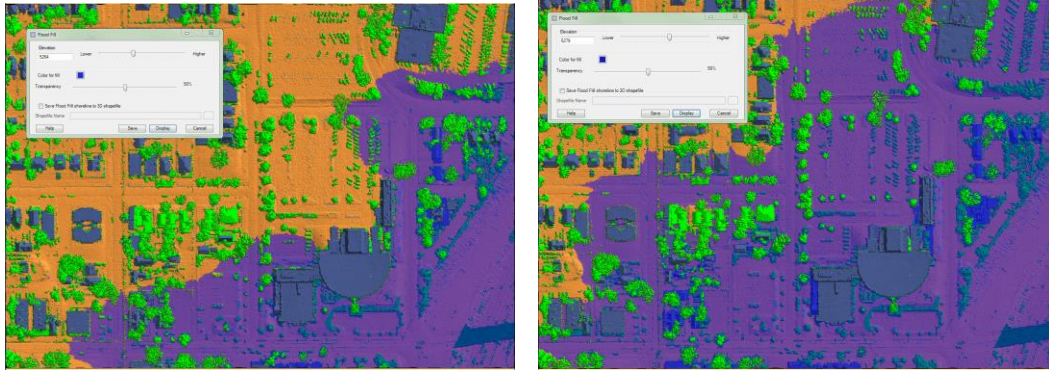 Flood Fill
Elevation
5204
Lower
Higher
Color for fill
Transparency
50%
Save Flood Fill shoreline to 3D shapefile
Shapefile Name
Help
Save
Display
Cancel
Flood Fill
Elevation
Lower
Higher
Color for fill
Transparency
50%
Save Flood Fill shoreline to 3D shapefile
Shapefile Name
Help
Save
Display
Cancel